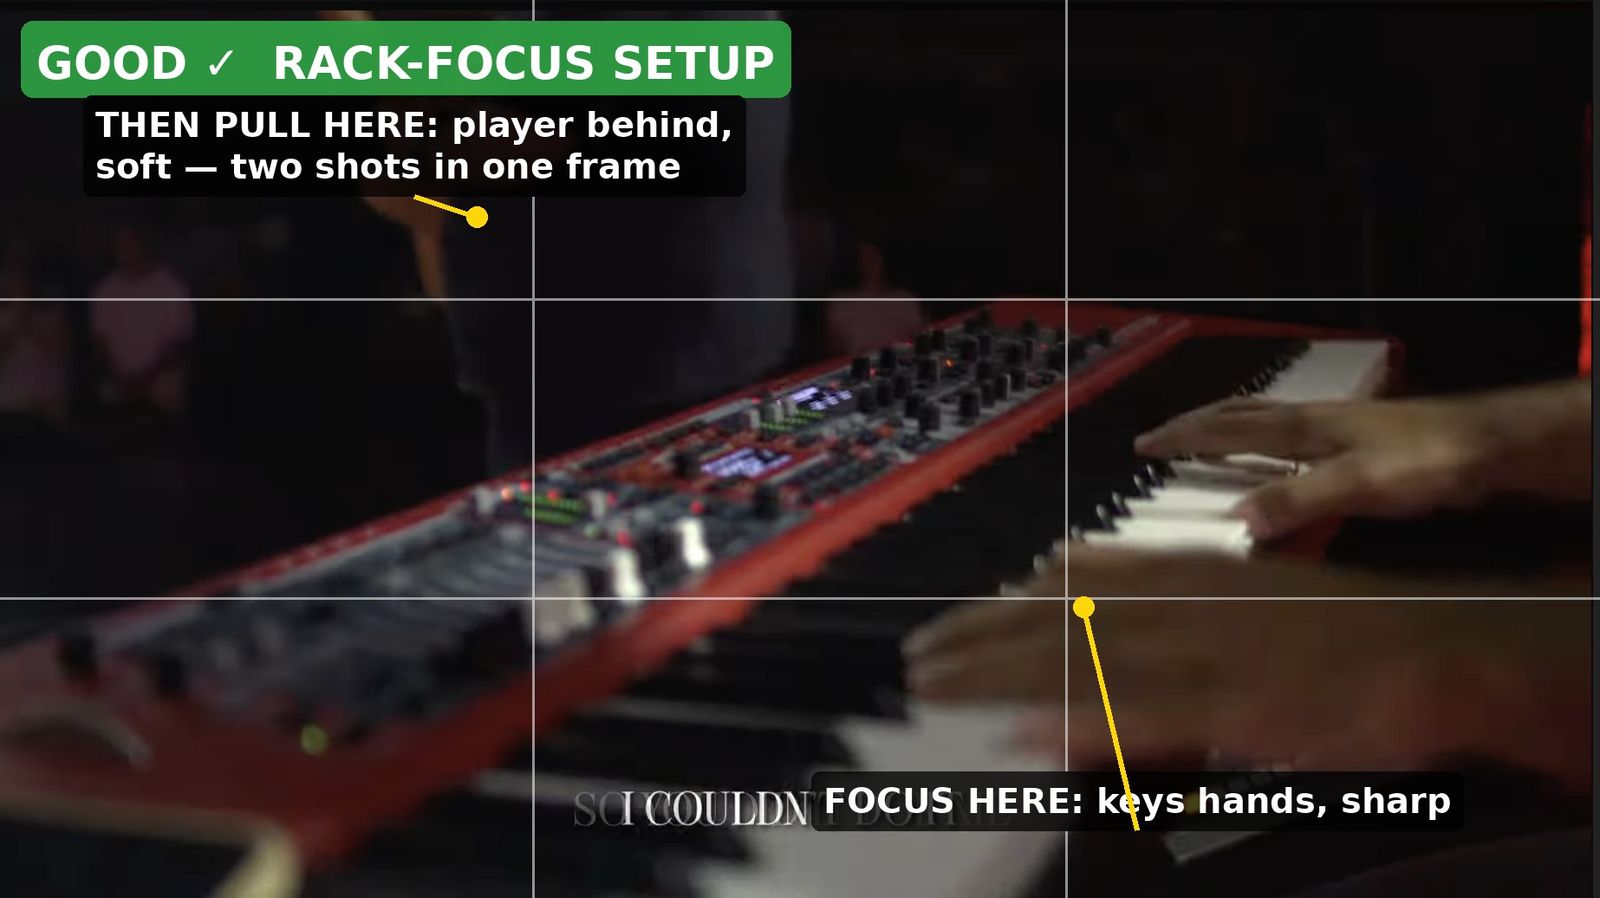 GOOD ✓ RACK-FOCUS SETUP
THEN PULL HERE: player behind,
soft — two shots in one frame
I COULDN
FOCUS HERE: keys hands, sharp